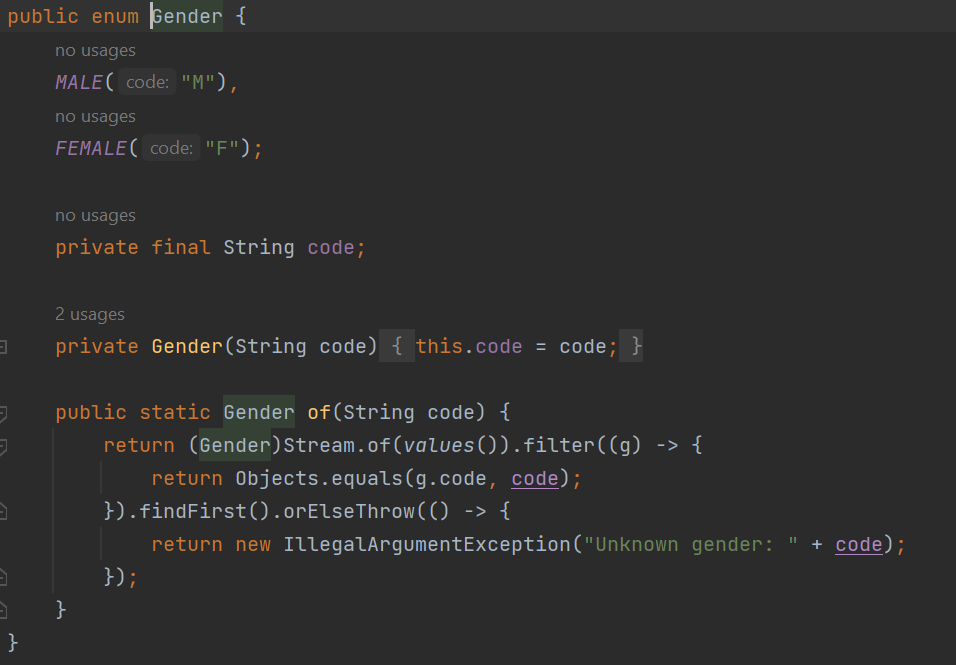 public enum Gender {
no usages
MALE( code: "M"),
no usages
FEMALE( code: "F");
no usages
private final String code;
2 usages
private Gender(String code) { this.code = code; }
public static Gender of(String code) {
return (Gender)Stream.of(values()).filter((g) -> {
return Objects.equals(g.code, code);
}).findFirst().orElseThrow(() -> {
return new IllegalArgumentException("Unknown gender: " + code);
});
}
}